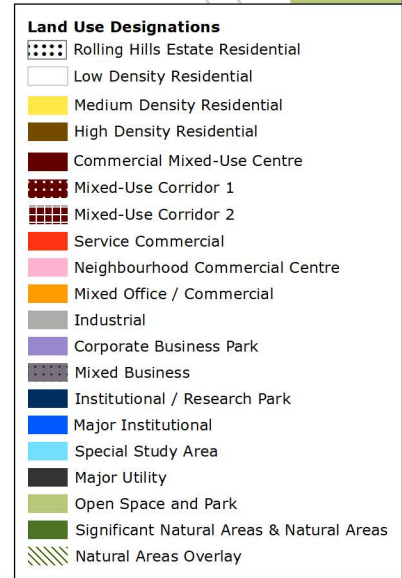 Land Use Designations
Rolling Hills Estate Residential
Low Density Residential
Medium Density Residential
High Density Residential
Commercial Mixed-Use Centre
Mixed-Use Corridor 1
Mixed-Use Corridor 2
Service Commercial
Neighbourhood Commercial Centre
Mixed Office / Commercial
Industrial
Corporate Business Park
Mixed Business
Institutional / Research Park
Major Institutional
Special Study Area
Major Utility
Open Space and Park
Significant Natural Areas & Natural Areas
Natural Areas Overlay